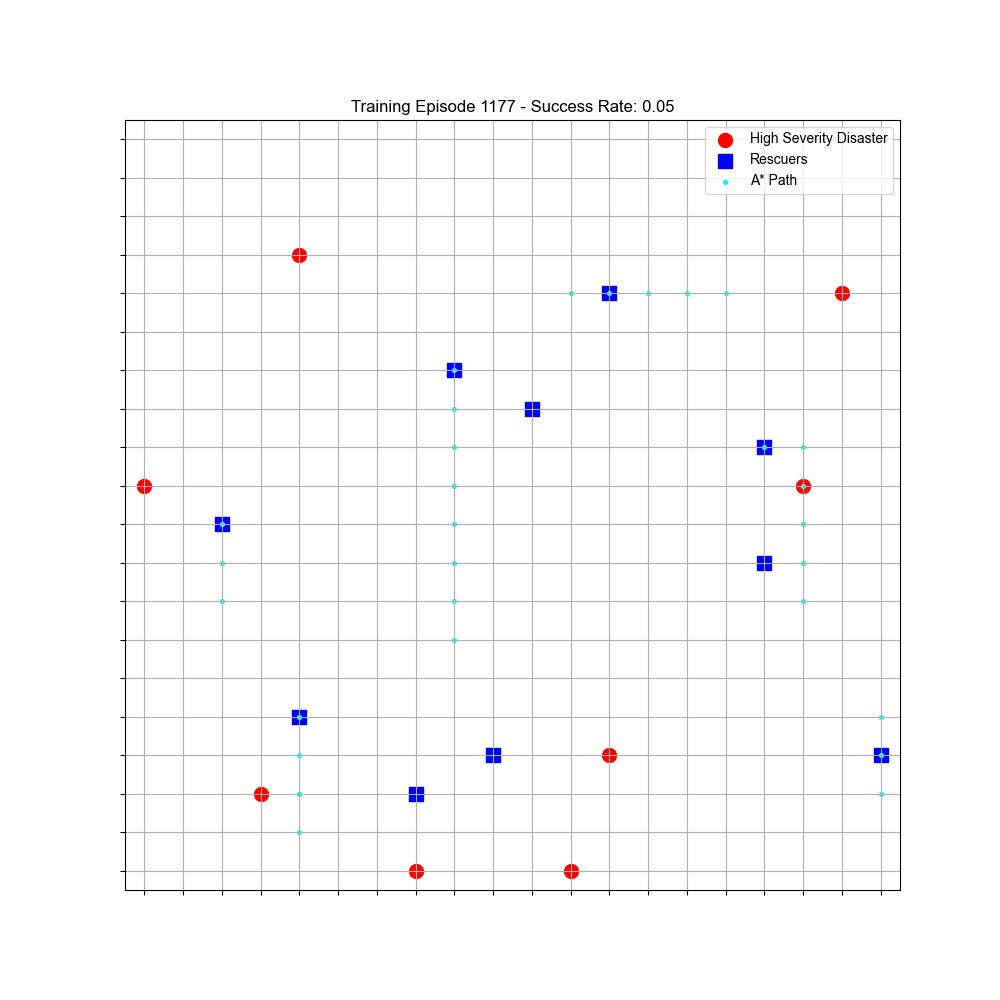 Training Episode 1177 - Success Rate: 0.05
High Severity Disaster
Rescuers
A* Path